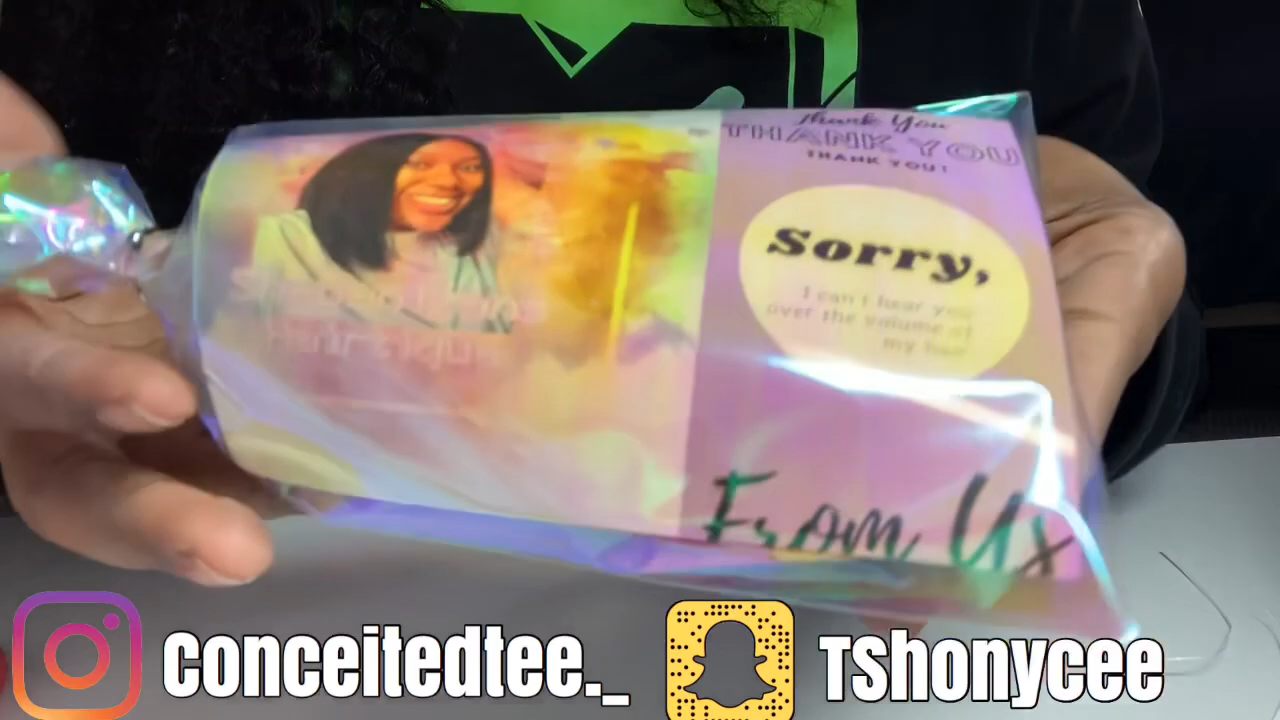 Thank You
THANK YOU
THANK YOU!
Sorry,
I can't hear you
over the volume of
my hair
From Us
Conceitedtee._
TShonycee